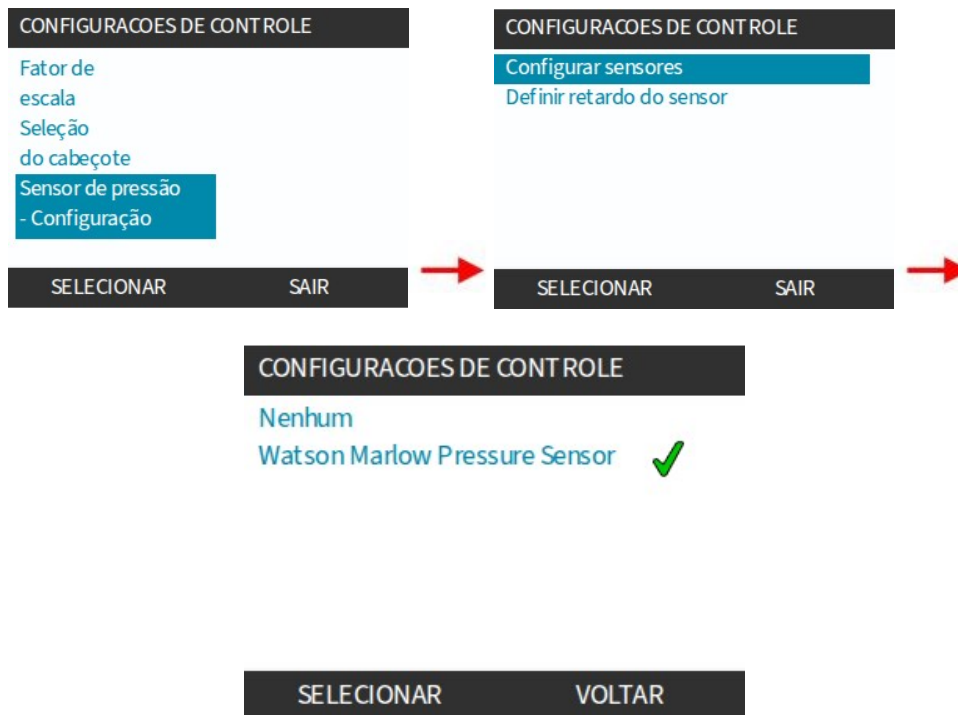 CONFIGURACOES DE CONTROLE
Fator de
escala
Seleção
do cabeçote
Sensor de pressão
- Configuração
SELECIONAR SAIR
CONFIGURACOES DE CONTROLE
Configurar sensores
Definir retardo do sensor
SELECIONAR SAIR
CONFIGURACOES DE CONTROLE
Nenhum
Watson Marlow Pressure Sensor
SELECIONAR VOLTAR